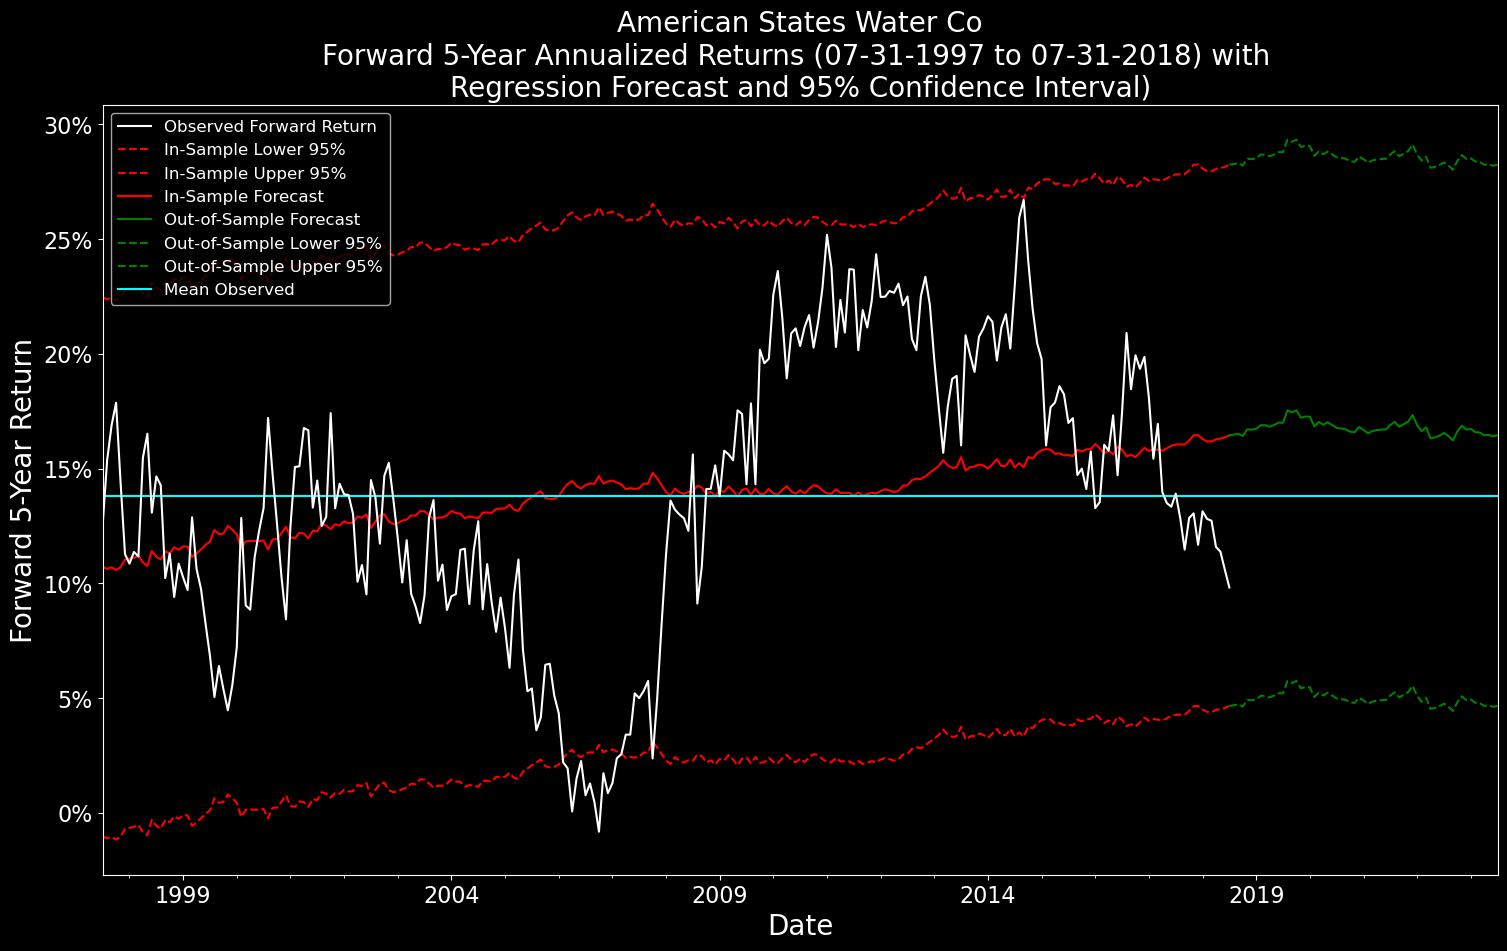 American States Water Co
Forward 5-Year Annualized Returns (07-31-1997 to 07-31-2018) with
Regression Forecast and 95% Confidence Interval)
30%
25%
20%
15%
10%
5%
0%
Forward 5-Year Return
Observed Forward Return
In-Sample Lower 95%
In-Sample Upper 95%
In-Sample Forecast
Out-of-Sample Forecast
Out-of-Sample Lower 95%
Out-of-Sample Upper 95%
Mean Observed
1999
2004
2009
2014
2019
Date